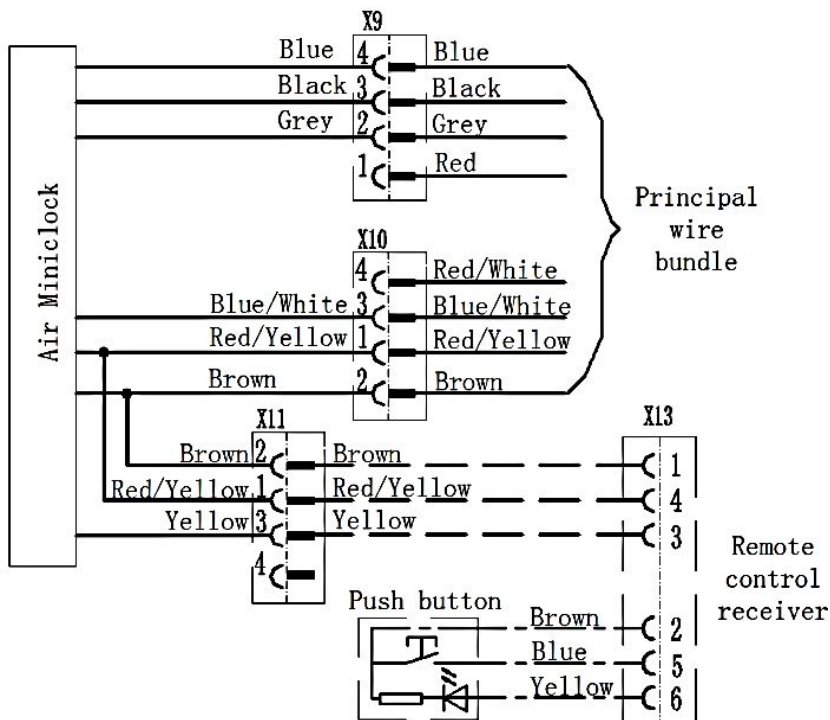 X9
Blue 4 Blue
Black 3 Black
Grey 2 Grey
1 Red
Principal
wire
bundle
Air Miniclock
X10
4 Red/White
Blue/White 3 Blue/White
Red/Yellow 1 Red/Yellow
Brown 2 Brown
X11
X13
Brown 2 Brown 1
Red/Yellow 1 Red/Yellow 4
Yellow 3 Yellow 3
4
Remote
control
receiver
Push button
Brown 2
Blue 5
Yellow 6